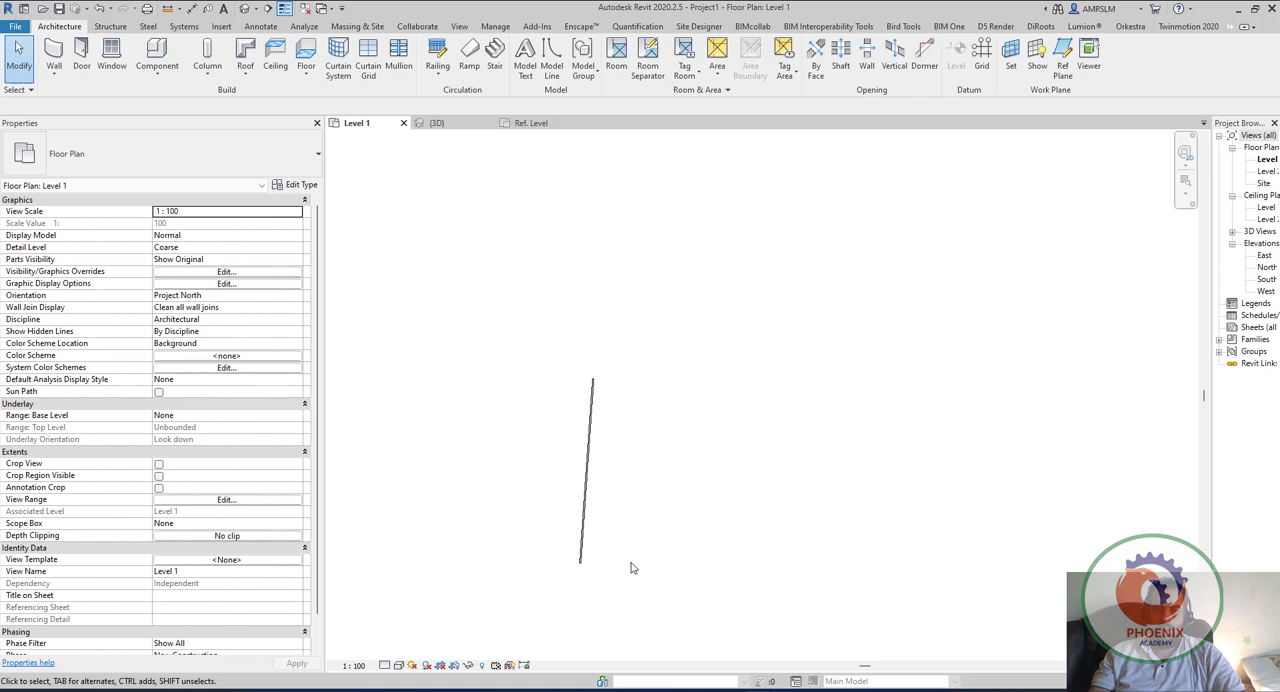 Autodesk Revit 2020.2.5 - Project1 - Floor Plan: Level 1
AMRSLM
File Architecture Structure Steel Systems Insert Annotate Analyze Massing & Site Collaborate View Manage Add-Ins Enscape™ Quantification Site Designer BIMcollab BIM Interoperability Tools Bird Tools BIM One D5 Render DiRoots Lumion® Orkestra Twinmotion 2020
Modify Wall Door Window Component Column Roof Ceiling Floor Curtain System Curtain Grid Mullion Railing Ramp Stair Model Text Model Line Model Group Room Room Separator Tag Room Area Area Boundary Tag Area By Face Shaft Wall Vertical Dormer Level Grid Set Show Ref Plane Viewer
Select Build Circulation Model Room & Area Opening Datum Work Plane
Properties
Level 1 (3D) Ref. Level
Project Brow...
Floor Plan
Floor Plan: Level 1 Edit Type
Graphics
View Scale 1 : 100
Scale Value 1: 100
Display Model Normal
Detail Level Coarse
Parts Visibility Show Original
Visibility/Graphics Overrides Edit...
Graphic Display Options Edit...
Orientation Project North
Wall Join Display Clean all wall joins
Discipline Architectural
Show Hidden Lines By Discipline
Color Scheme Location Background
Color Scheme <none>
System Color Schemes Edit...
Default Analysis Display Style None
Sun Path
Underlay
Range: Base Level None
Range: Top Level Unbounded
Underlay Orientation Look down
Extents
Crop View
Crop Region Visible
Annotation Crop
View Range Edit...
Associated Level Level 1
Scope Box None
Depth Clipping No clip
Identity Data
View Template <None>
View Name Level 1
Dependency Independent
Title on Sheet
Referencing Sheet
Referencing Detail
Phasing
Phase Filter Show All
Phase New Construction
Properties help Apply
Views (all)
Floor Plan
Level
Level 2
Site
Ceiling Pla
Level
Level 2
3D Views
Elevations
East
North
South
West
Legends
Schedules/
Sheets (all
Families
Groups
Revit Links
2D
1 : 100
PHOENIX
ACADEMY
Click to select, TAB for alternates, CTRL adds, SHIFT unselects.
:0
Main Model